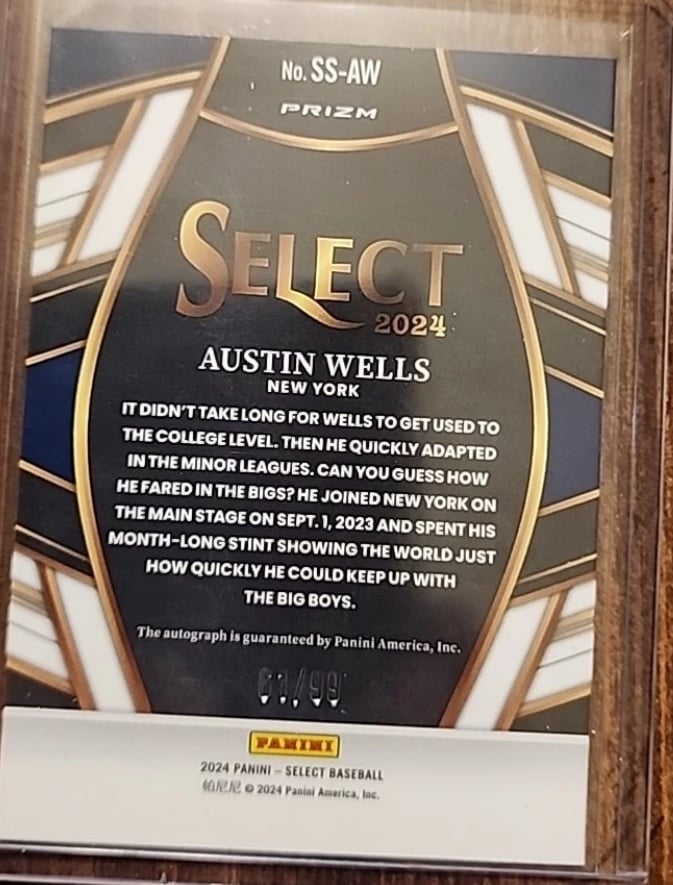 No. SS-AW
PRIZM
SELECT
2024
AUSTIN WELLS
NEW YORK
IT DIDN'T TAKE LONG FOR WELLS TO GET USED TO
THE COLLEGE LEVEL. THEN HE QUICKLY ADAPTED
IN THE MINOR LEAGUES. CAN YOU GUESS HOW
HE FARED IN THE BIGS? HE JOINED NEW YORK ON
THE MAIN STAGE ON SEPT. 1, 2023 AND SPENT HIS
MONTH-LONG STINT SHOWING THE WORLD JUST
HOW QUICKLY HE COULD KEEP UP WITH
THE BIG BOYS.
The autograph is guaranteed by Panini America, Inc.
61/99
PANINI
2024 PANINI – SELECT BASEBALL
帕尼尼 © 2024 Panini America, Inc.